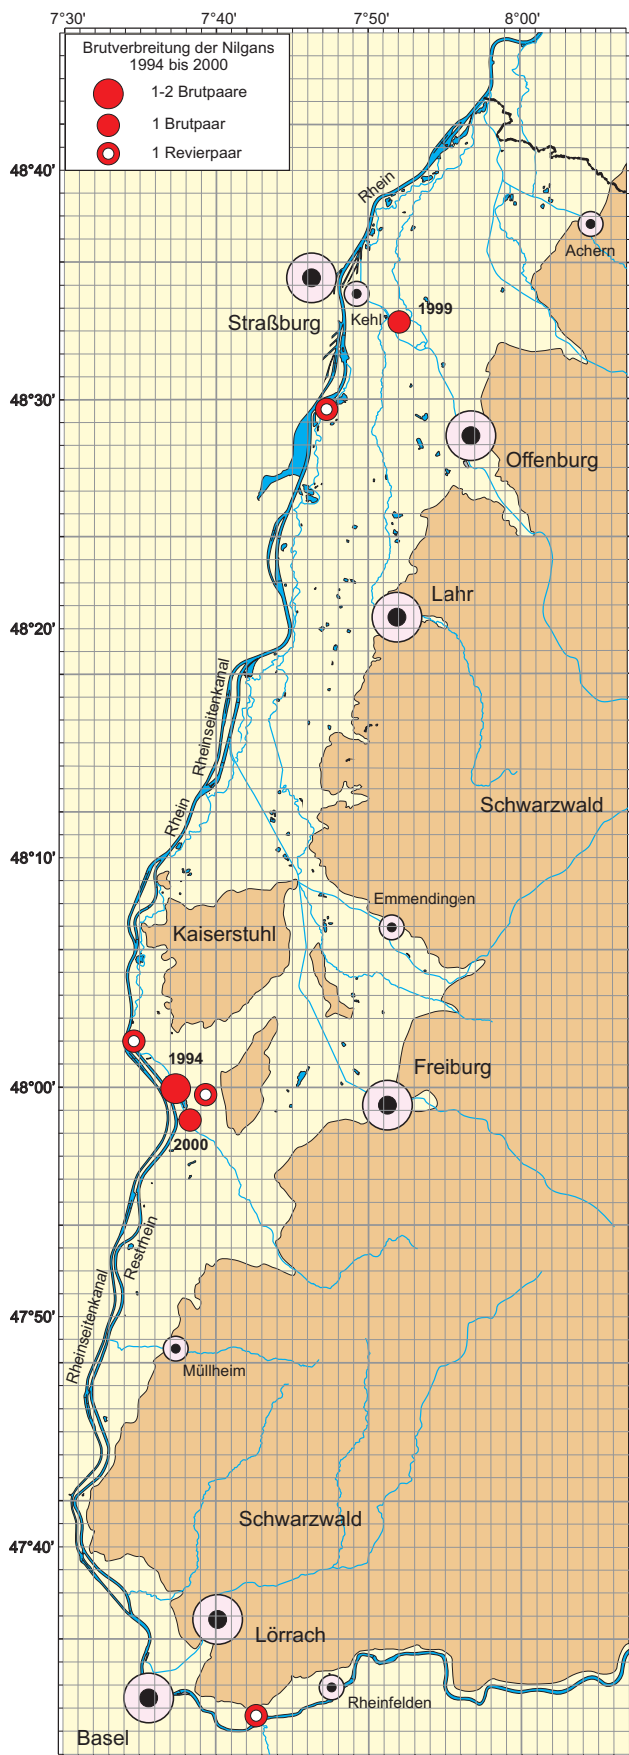 7°30' 7°40' 7°50' 8°00'
Brutverbreitung der Nilgans
1994 bis 2000
1-2 Brutpaare
1 Brutpaar
1 Revierpaar
48°40'
Rhein
Achern
Straßburg
Kehl
1999
48°30'
Offenburg
Lahr
48°20'
Rheinseitenkanal
Rhein
Schwarzwald
48°10'
Emmendingen
Kaiserstuhl
1994
Freiburg
48°00'
2000
Restrhein
Rheinseitenkanal
47°50'
Müllheim
Schwarzwald
47°40'
Lörrach
Rheinfelden
Basel